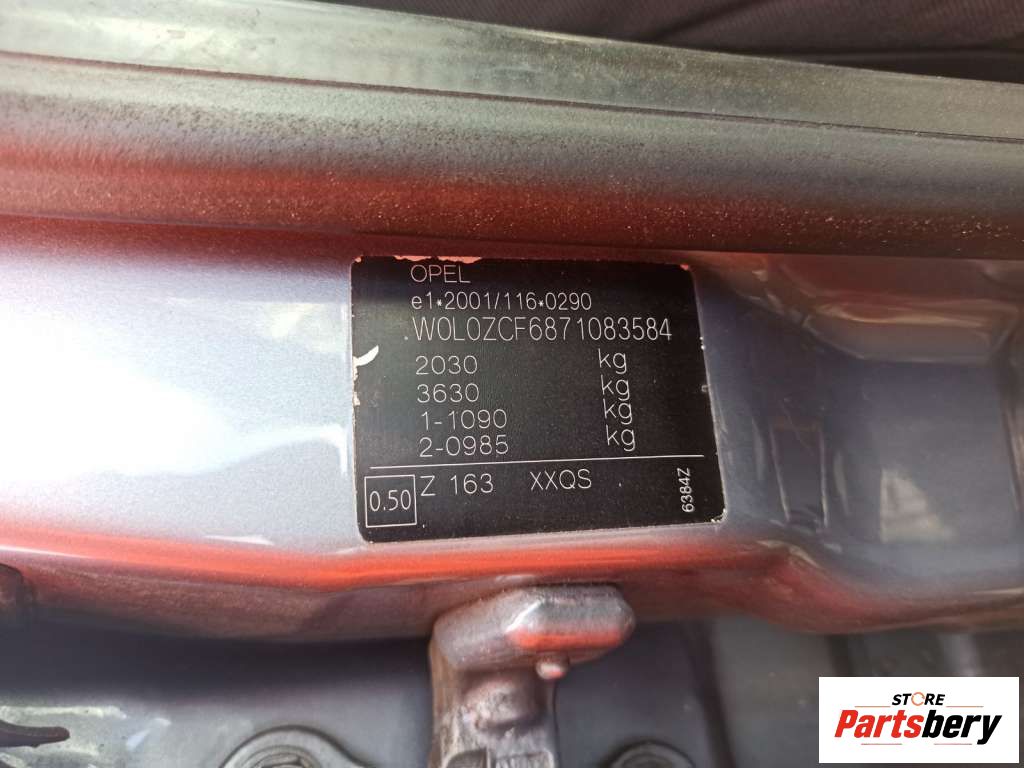 OPEL
e1*2001/116*0290
W0L0ZCF6871083584
2030 kg
3630 kg
1-1090 kg
2-0985 kg
0.50 Z 163 XXQS
6384Z
STORE
Partsbery